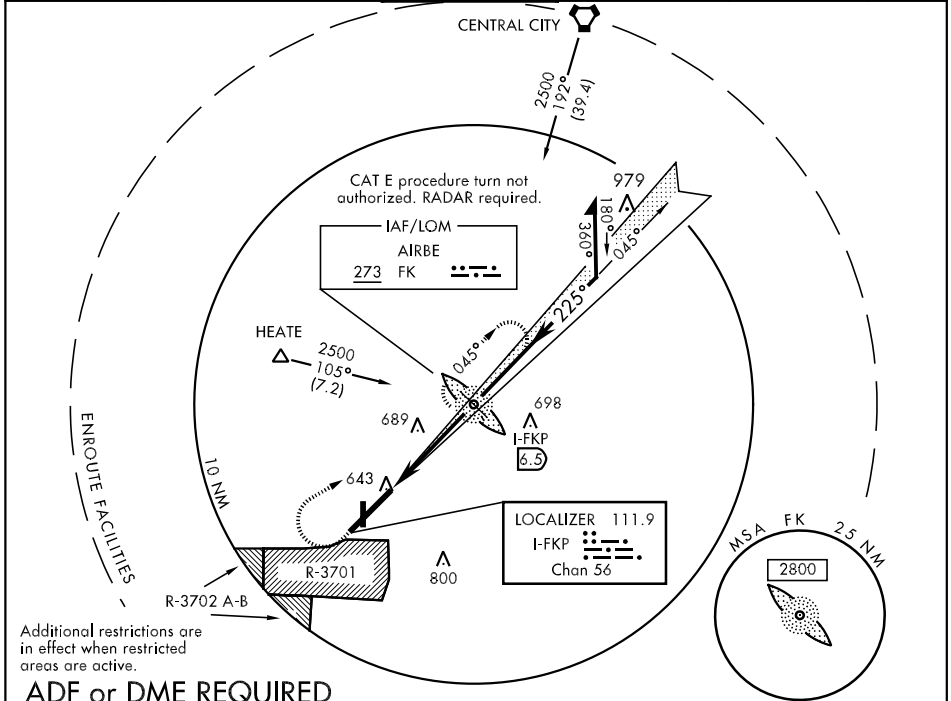 CENTRAL CITY
2500
192°
(39.4)
CAT E procedure turn not
authorized. RADAR required.
979
IAF/LOM
AIRBE
273 FK
180°
360°
045°
225°
HEATE
2500
105°
(7.2)
045°
689
698
I-FKP
6.5
ENROUTE FACILITIES
10 NM
643
LOCALIZER 111.9
I-FKP
Chan 56
MSA FK 25 NM
2800
R-3701
800
R-3702 A-B
Additional restrictions are
in effect when restricted
areas are active.
ADF or DME REQUIRED